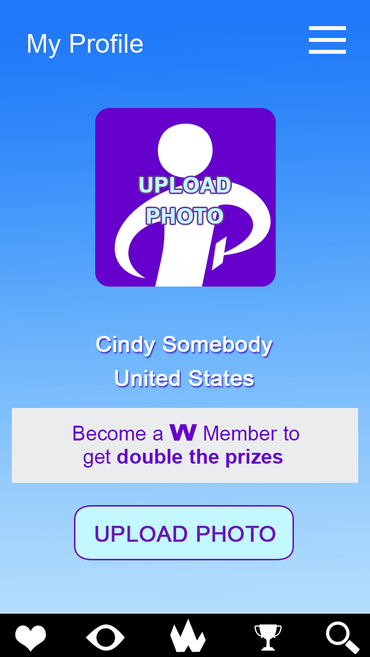 My Profile
UPLOAD
PHOTO
Cindy Somebody
United States
Become a W Member to
get double the prizes
UPLOAD PHOTO